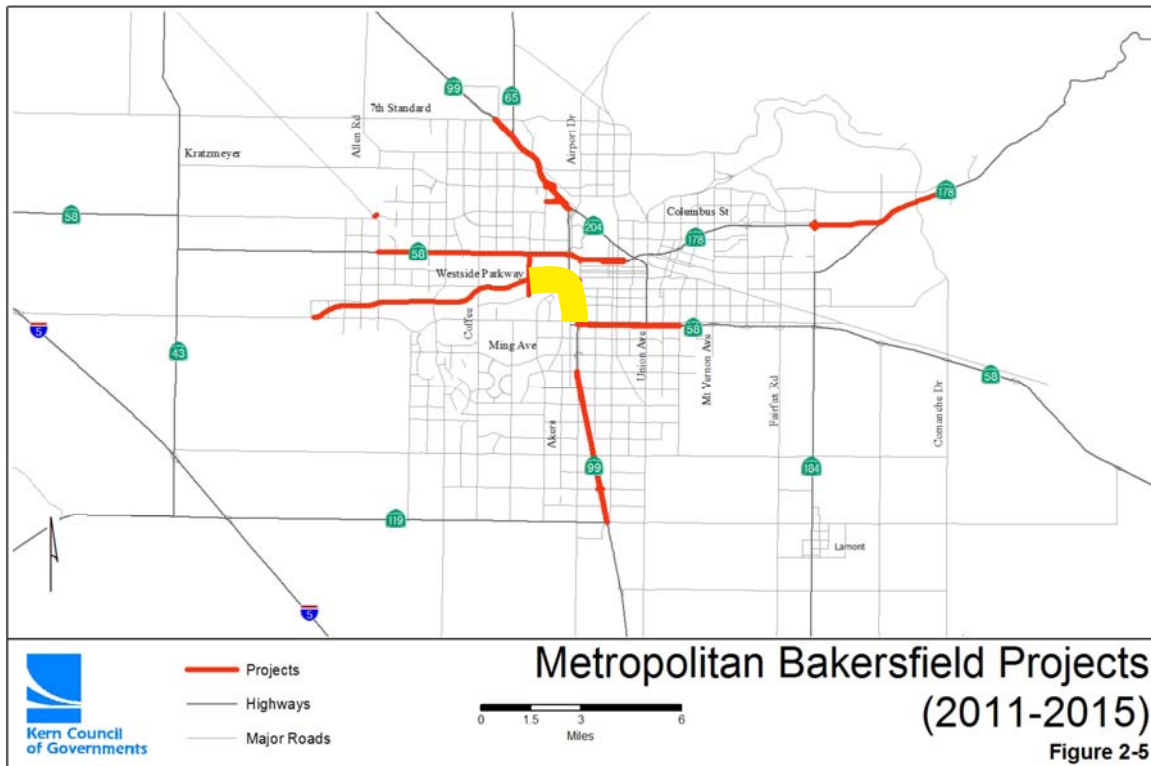 99
65
7th Standard
Allen Rd
Airport Dr
Kratzmeyer
178
58
Columbus St
204
178
58
Westside Parkway
5
Coffee
58
43
Ming Ave
Union Ave
Mt Vernon Ave
Fairfax Rd
58
Comanche Dr
Akers
99
184
119
Lamont
5
Kern Council
of Governments
Projects
Highways
Major Roads
0 1.5 3 6
Miles
Metropolitan Bakersfield Projects
(2011-2015)
Figure 2-5